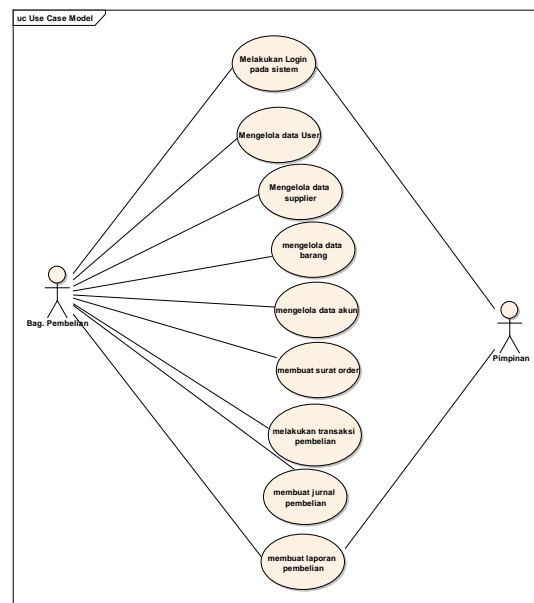 uc Use Case Model
Melakukan Login
pada sistem
Mengelola data User
Mengelola data
supplier
mengelola data
barang
mengelola data akun
membuat surat order
melakukan transaksi
pembelian
membuat jurnal
pembelian
membuat laporan
pembelian
Bag. Pembelian
Pimpinan